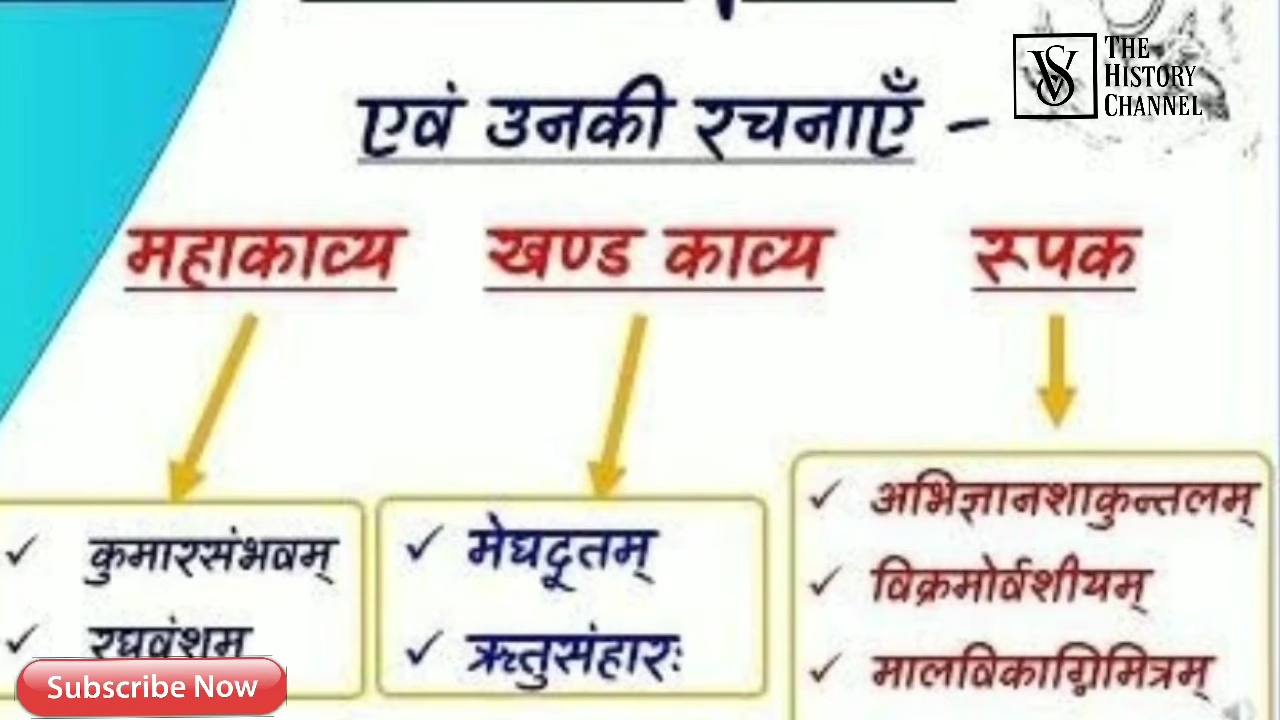 एवं उनकी रचनाएँ -
VS THE HISTORY CHANNEL
महाकाव्य
खण्ड काव्य
रूपक
✓ कुमारसंभवम्
✓ रघुवंशम्
✓ मेघदूतम्
✓ ऋतुसंहारः
✓ अभिज्ञानशाकुन्तलम्
✓ विक्रमोर्वशीयम्
✓ मालविकाग्निमित्रम्
Subscribe Now